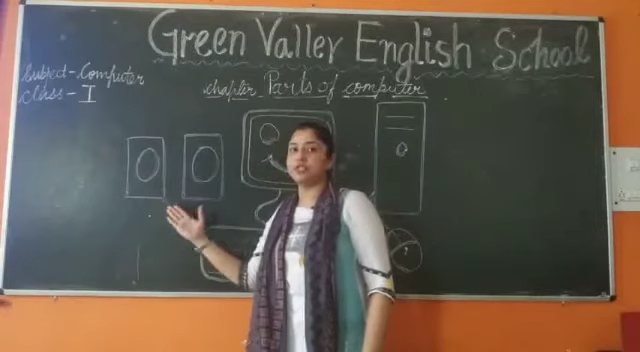 Green Valley English School
Subject - Computer
Class - I
chapter Parts of computer